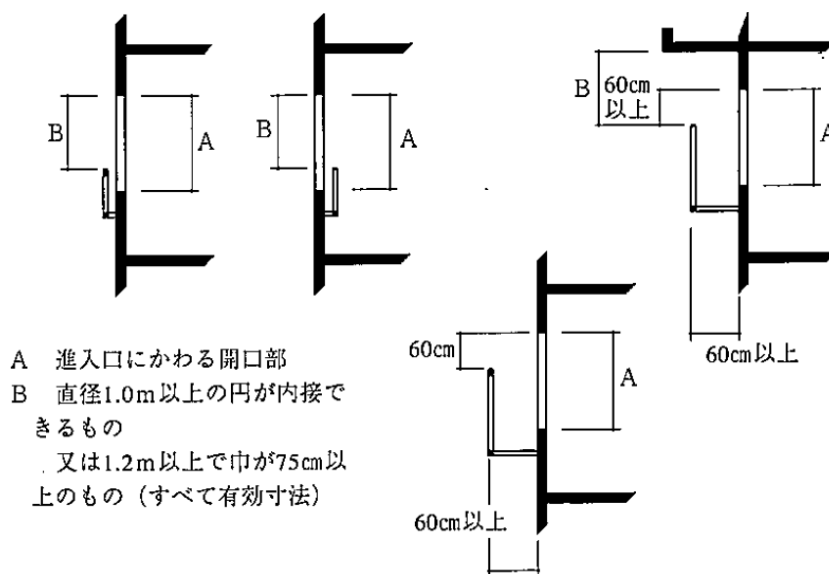 B
A
B
A
B
60cm
以上
A
60cm以上
60cm
A
60cm以上
A 進入口にかわる開口部
B 直径1.0m以上の円が内接で
きるもの
又は1.2m以上で巾が75cm以
上のもの（すべて有効寸法）